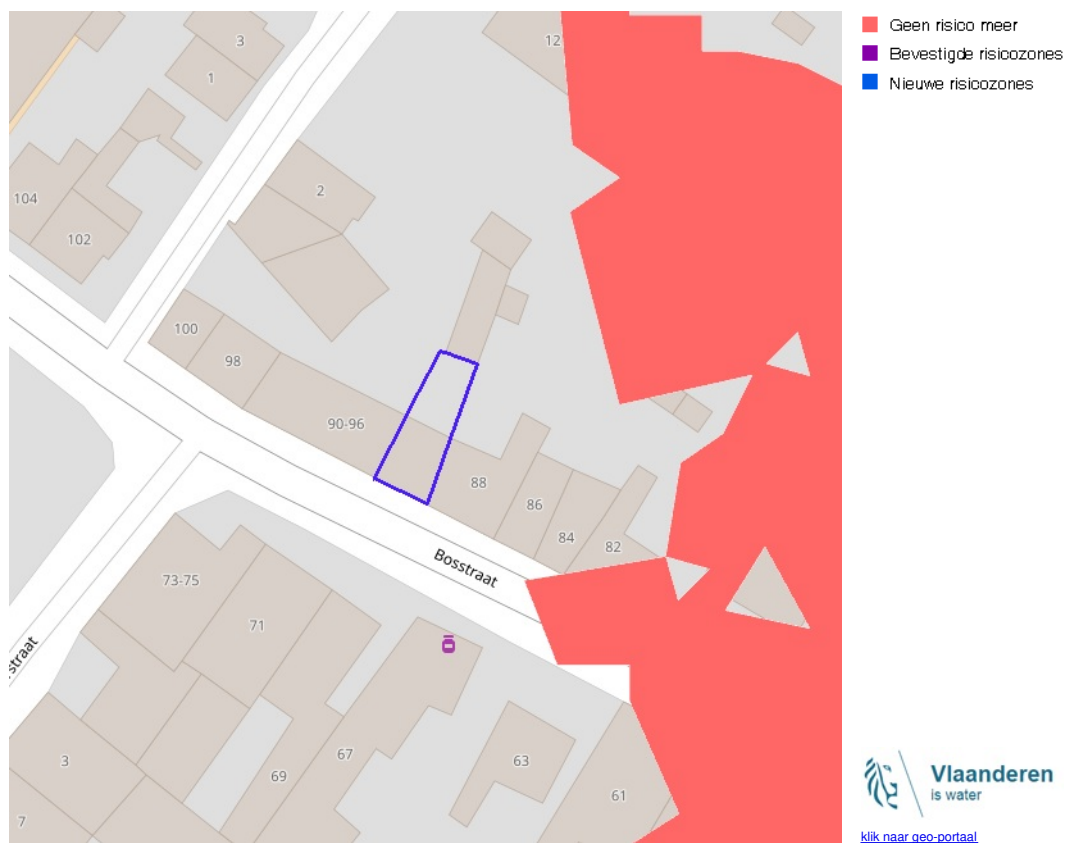 3
1
12
104
102
2
100
98
90-96
88
86
84
82
Bosstraat
73-75
71
67
69
63
61
3
7
straat
Geen risico meer
Bevestigde risicozones
Nieuwe risicozones
Vlaanderen
is water
klik naar geo-portaal